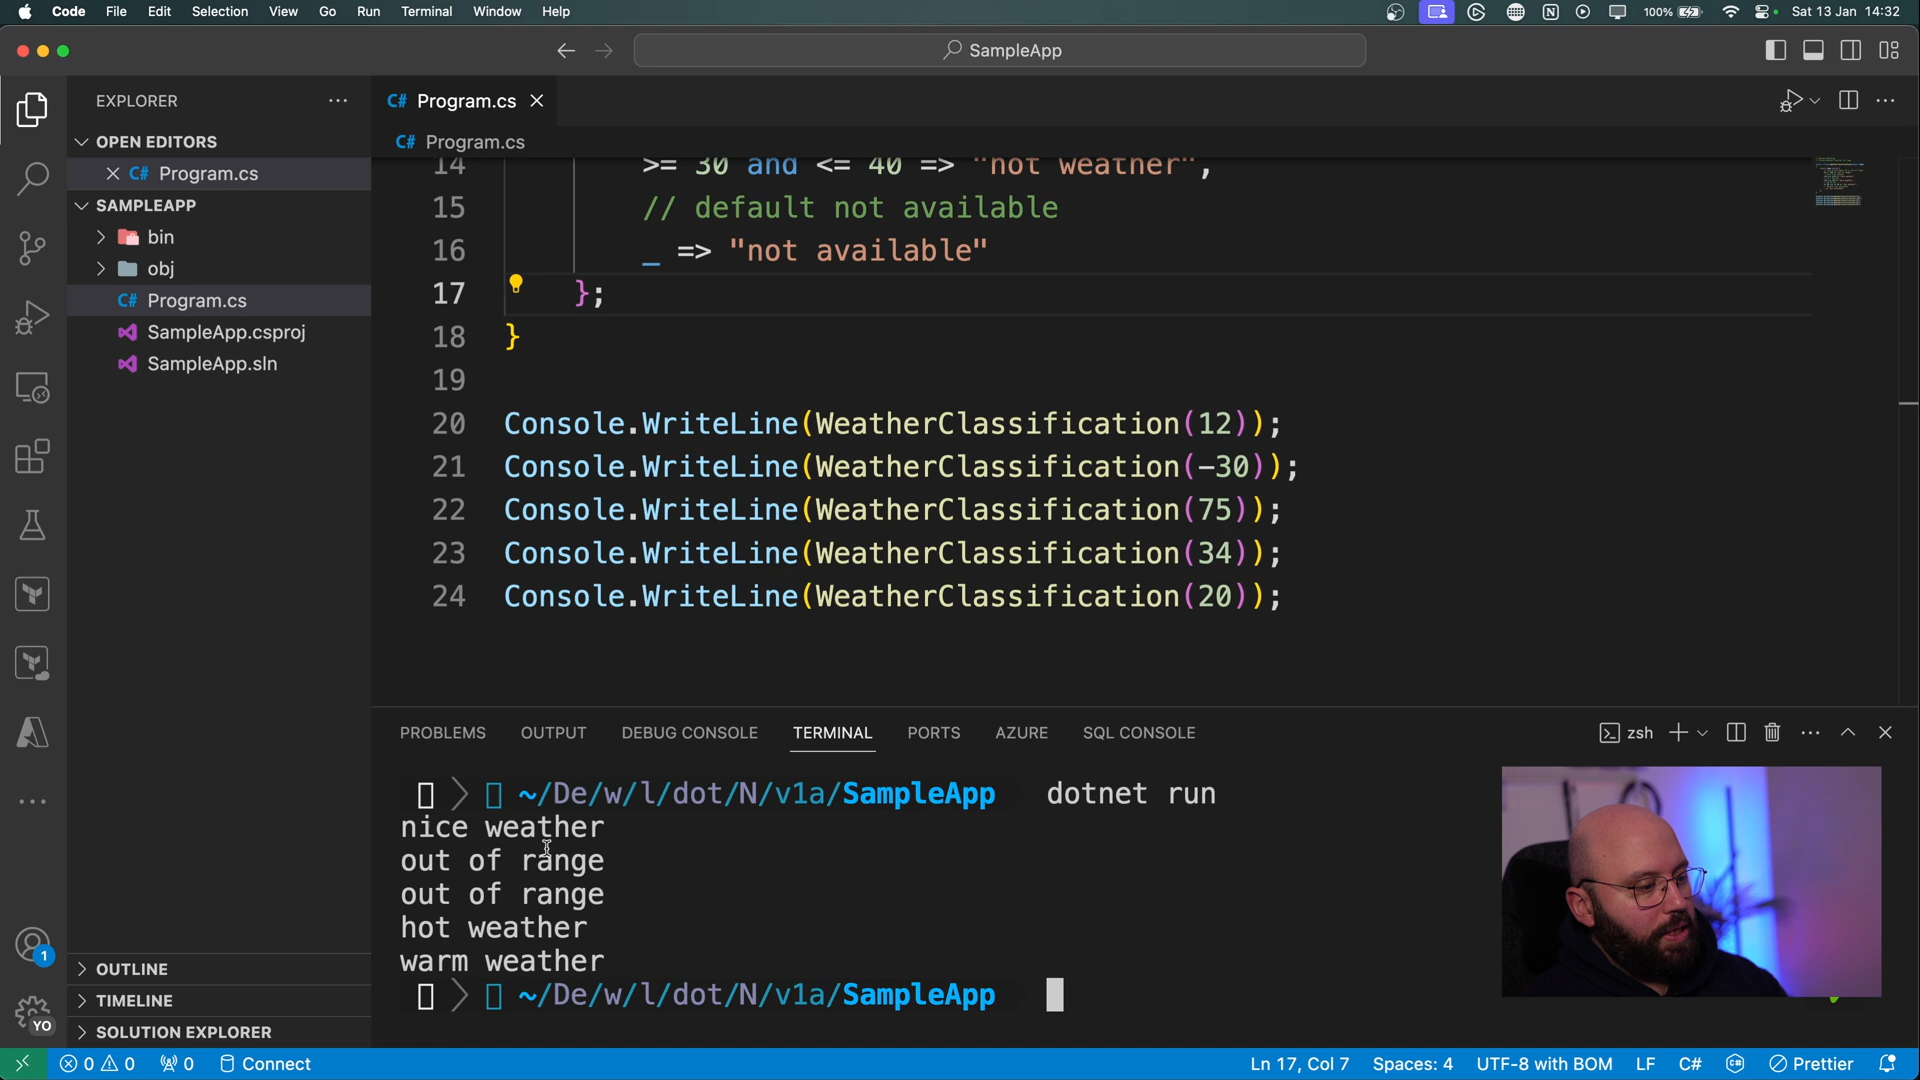 Code File Edit Selection View Go Run Terminal Window Help 100% Sat 13 Jan 14:32
SampleApp
EXPLORER
OPEN EDITORS
C# Program.cs
SAMPLEAPP
bin
obj
C# Program.cs
SampleApp.csproj
SampleApp.sln
OUTLINE
TIMELINE
SOLUTION EXPLORER
1
YO
C# Program.cs
C# Program.cs
14 >= 30 and <= 40 => "hot weather",
15 // default not available
16 _ => "not available"
17 };
18 }
19
20 Console.WriteLine(WeatherClassification(12));
21 Console.WriteLine(WeatherClassification(-30));
22 Console.WriteLine(WeatherClassification(75));
23 Console.WriteLine(WeatherClassification(34));
24 Console.WriteLine(WeatherClassification(20));
PROBLEMS OUTPUT DEBUG CONSOLE TERMINAL PORTS AZURE SQL CONSOLE zsh
~/De/w/l/dot/N/v1a/SampleApp dotnet run
nice weather
out of range
out of range
hot weather
warm weather
~/De/w/l/dot/N/v1a/SampleApp
0 0 0 Connect Ln 17, Col 7 Spaces: 4 UTF-8 with BOM LF C# Prettier